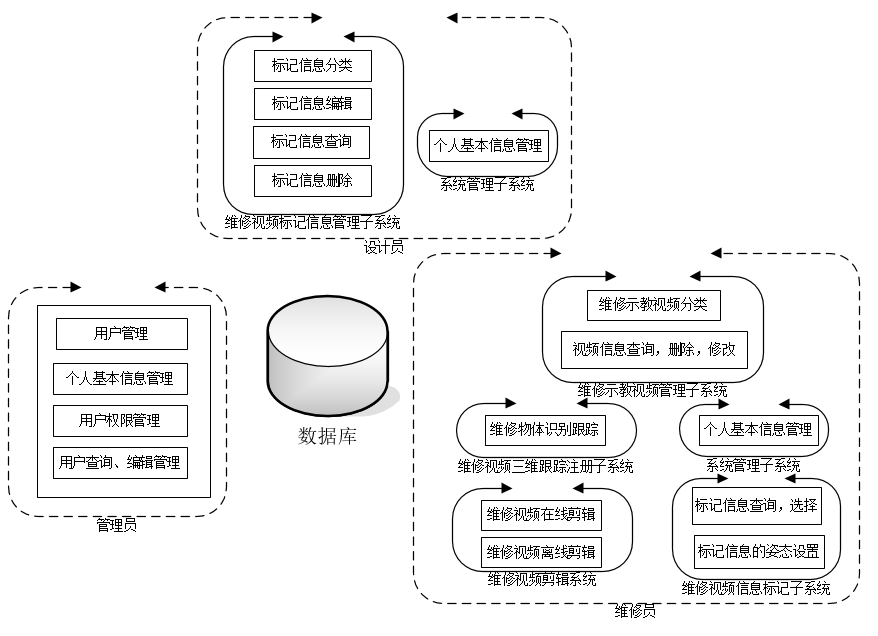 标记信息分类
标记信息编辑
标记信息查询
标记信息删除
维修视频标记信息管理子系统
个人基本信息管理
系统管理子系统
设计员
用户管理
个人基本信息管理
用户权限管理
用户查询、编辑管理
管理员
数据库
维修示教视频分类
视频信息查询，删除，修改
维修示教视频管理子系统
维修物体识别跟踪
维修视频三维跟踪注册子系统
个人基本信息管理
系统管理子系统
维修视频在线剪辑
维修视频离线剪辑
维修视频剪辑系统
标记信息查询，选择
标记信息的姿态设置
维修视频信息标记子系统
维修员